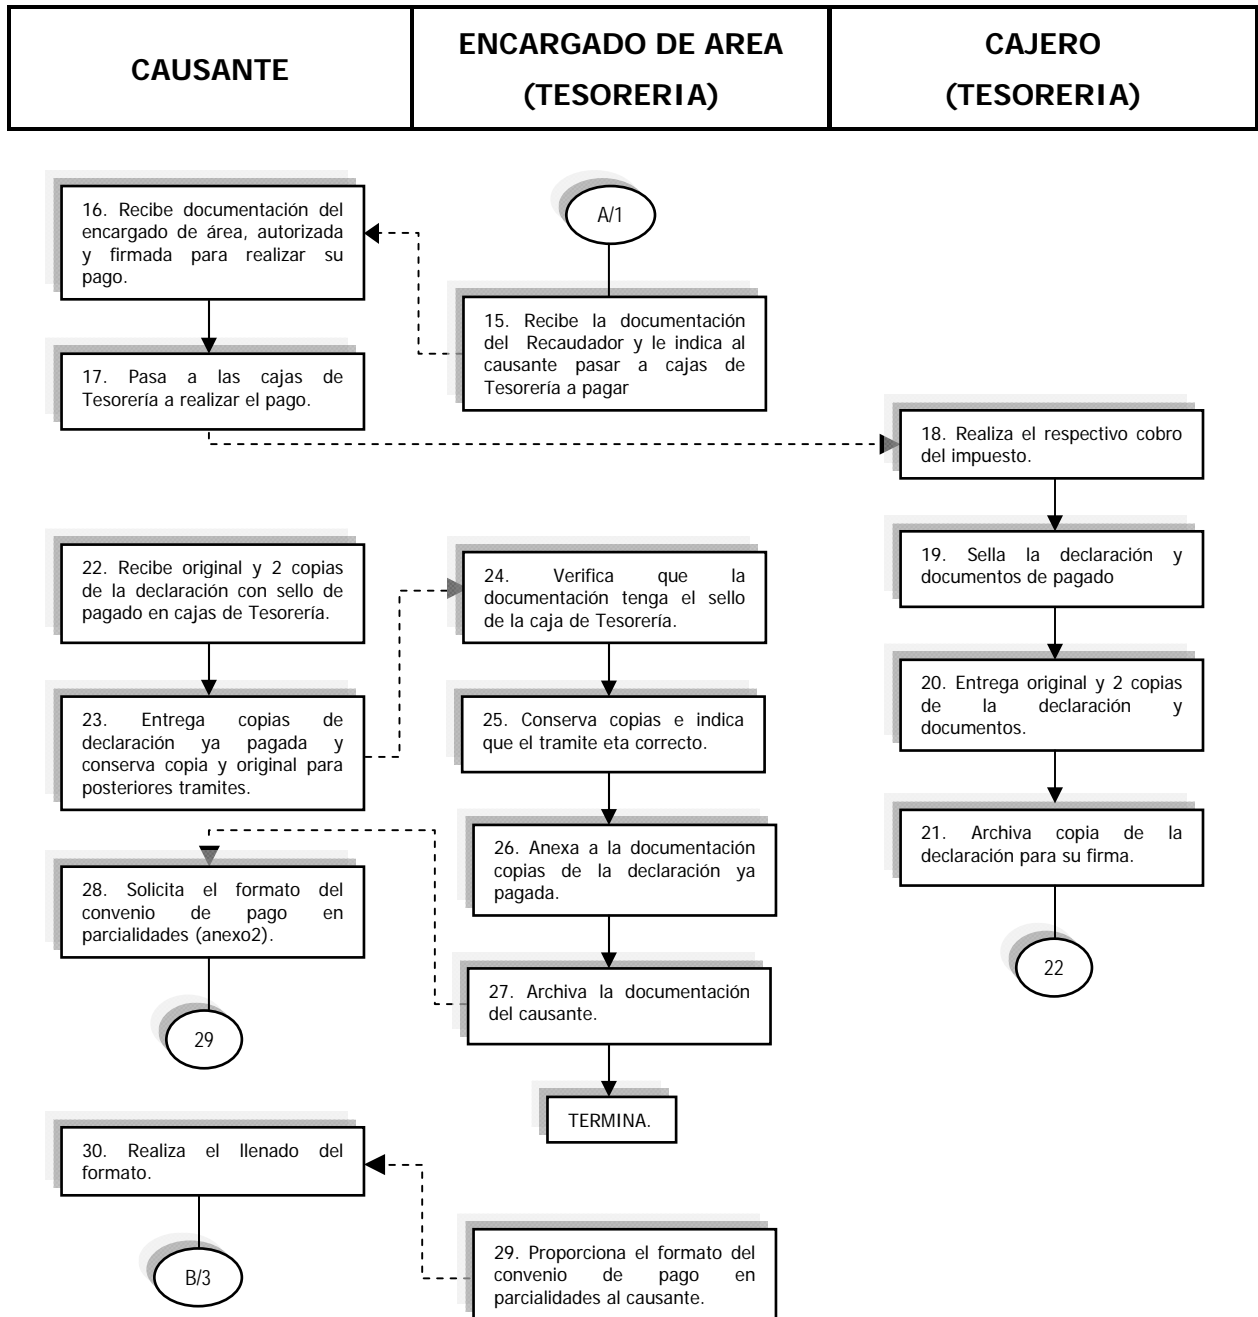 CAUSANTE
ENCARGADO DE AREA
(TESORERIA)
CAJERO
(TESORERIA)
16. Recibe documentación del
encargado de área, autorizada
y firmada para realizar su
pago.
A/1
15. Recibe la documentación
del Recaudador y le indica al
causante pasar a cajas de
Tesorería a pagar
17. Pasa a las cajas de
Tesorería a realizar el pago.
18. Realiza el respectivo cobro
del impuesto.
19. Sella la declaración y
documentos de pagado
20. Entrega original y 2 copias
de la declaración y
documentos.
21. Archiva copia de la
declaración para su firma.
22
22. Recibe original y 2 copias
de la declaración con sello de
pagado en cajas de Tesorería.
23. Entrega copias de
declaración ya pagada y
conserva copia y original para
posteriores tramites.
24. Verifica que la
documentación tenga el sello
de la caja de Tesorería.
25. Conserva copias e indica
que el tramite eta correcto.
26. Anexa a la documentación
copias de la declaración ya
pagada.
27. Archiva la documentación
del causante.
TERMINA.
28. Solicita el formato del
convenio de pago en
parcialidades (anexo2).
29
29. Proporciona el formato del
convenio de pago en
parcialidades al causante.
30. Realiza el llenado del
formato.
B/3